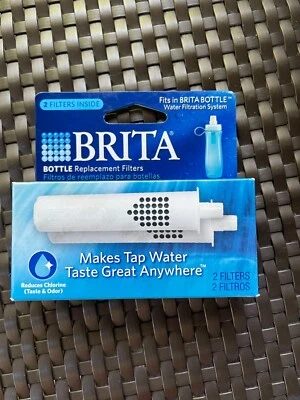 2 FILTERS INSIDE
Fits in BRITA BOTTLE™
Water Filtration System
BRITA®
BOTTLE Replacement Filters
Filtros de reemplazo para botellas
Makes Tap Water
Taste Great Anywhere™
Reduces Chlorine
(Taste & Odor)
2 FILTERS
2 FILTROS